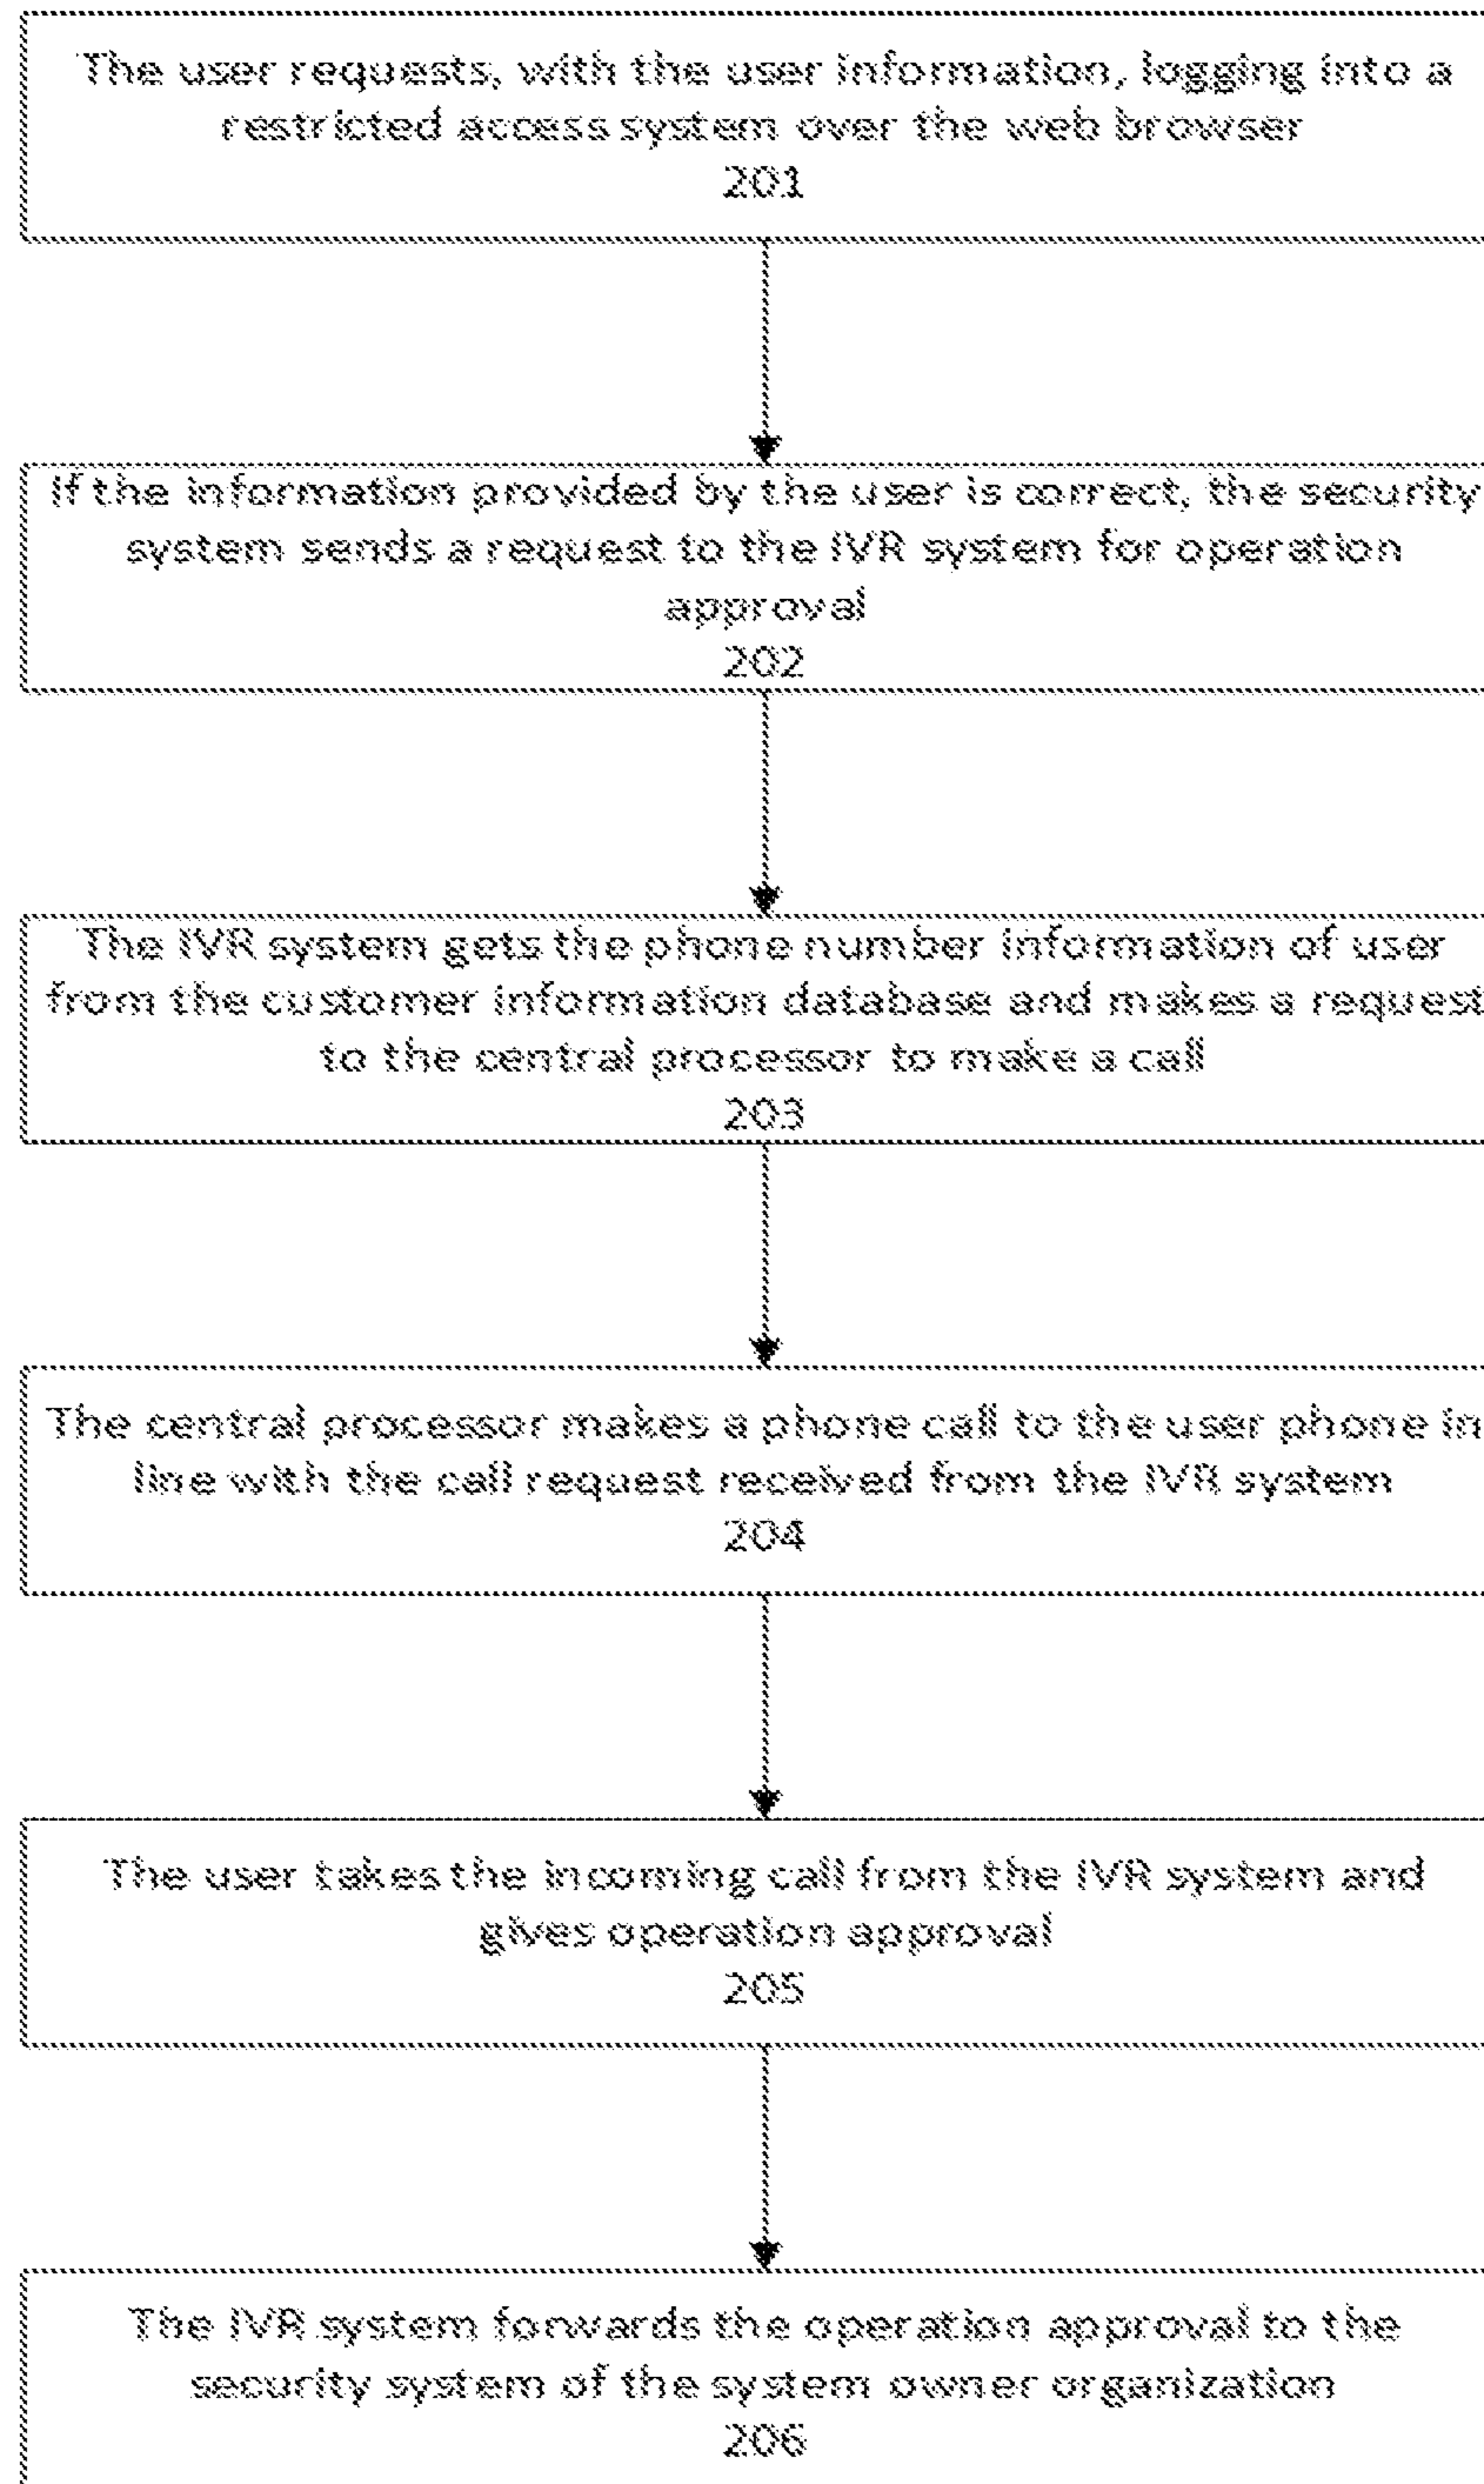 The user requests, with the user information, logging into a
restricted access system over the web browser
201
If the information provided by the user is correct, the security
system sends a request to the IVR system for operation
approval
202
The IVR system gets the phone number information of user
from the customer information database and makes a request
to the central processor to make a call
203
The central processor makes a phone call to the user phone in
line with the call request received from the IVR system
204
The user takes the incoming call from the IVR system and
gives operation approval
205
The IVR system forwards the operation approval to the
security system of the system owner organization
206